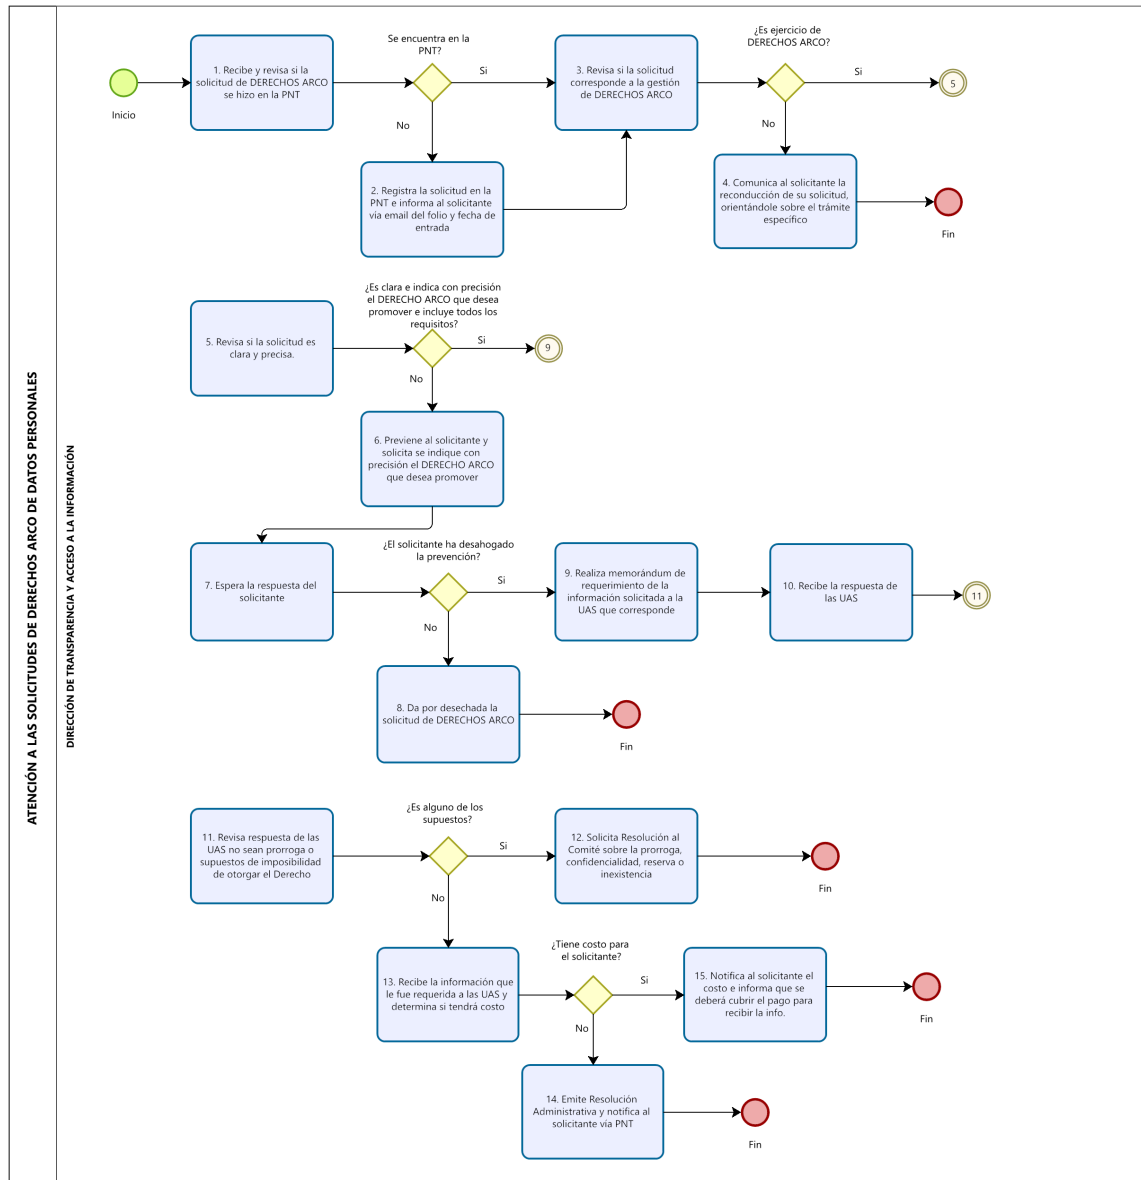 ATENCIÓN A LAS SOLICITUDES DE DERECHOS ARCO DE DATOS PERSONALES
DIRECCIÓN DE TRANSPARENCIA Y ACCESO A LA INFORMACIÓN
Inicio
1. Recibe y revisa si la
solicitud de DERECHOS ARCO
se hizo en la PNT
Se encuentra en la
PNT?
Si
No
2. Registra la solicitud en la
PNT e informa al solicitante
vía email del folio y fecha de
entrada
3. Revisa si la solicitud
corresponde a la gestión
de DERECHOS ARCO
¿Es ejercicio de
DERECHOS ARCO?
Si
5
No
4. Comunica al solicitante la
reconducción de su solicitud,
orientándole sobre el trámite
específico
Fin
5. Revisa si la solicitud es
clara y precisa.
¿Es clara e indica con precisión
el DERECHO ARCO que desea
promover e incluye todos los
requisitos?
Si
9
No
6. Previene al solicitante y
solicita se indique con
precisión el DERECHO ARCO
que desea promover
7. Espera la respuesta del
solicitante
¿El solicitante ha desahogado
la prevención?
Si
No
8. Da por desechada la
solicitud de DERECHOS ARCO
Fin
9. Realiza memorándum de
requerimiento de la
información solicitada a la
UAS que corresponde
10. Recibe la respuesta de
las UAS
11
11. Revisa respuesta de las
UAS no sean prorroga o
supuestos de imposibilidad
de otorgar el Derecho
¿Es alguno de los
supuestos?
Si
No
12. Solicita Resolución al
Comité sobre la prorroga,
confidencialidad, reserva o
inexistencia
Fin
13. Recibe la información que
le fue requerida a las UAS y
determina si tendrá costo
¿Tiene costo para
el solicitante?
Si
No
15. Notifica al solicitante el
costo e informa que se
deberá cubrir el pago para
recibir la info.
Fin
14. Emite Resolución
Administrativa y notifica al
solicitante vía PNT
Fin